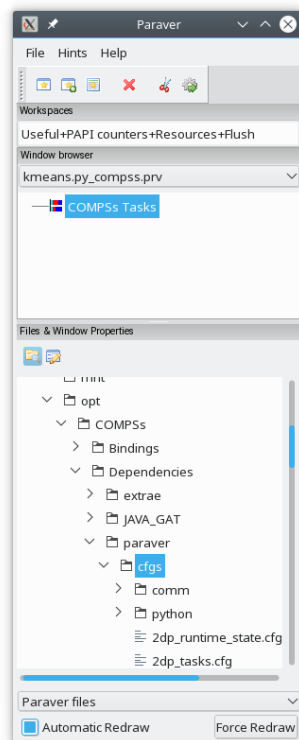 Paraver
File Hints Help
Workspaces
Useful+PAPI counters+Resources+Flush
Window browser
kmeans.py_compss.prv
COMPSs Tasks
Files & Window Properties
mnt
opt
COMPSs
Bindings
Dependencies
extrae
JAVA_GAT
paraver
cfgs
comm
python
2dp_runtime_state.cfg
2dp_tasks.cfg
Paraver files
Automatic Redraw Force Redraw